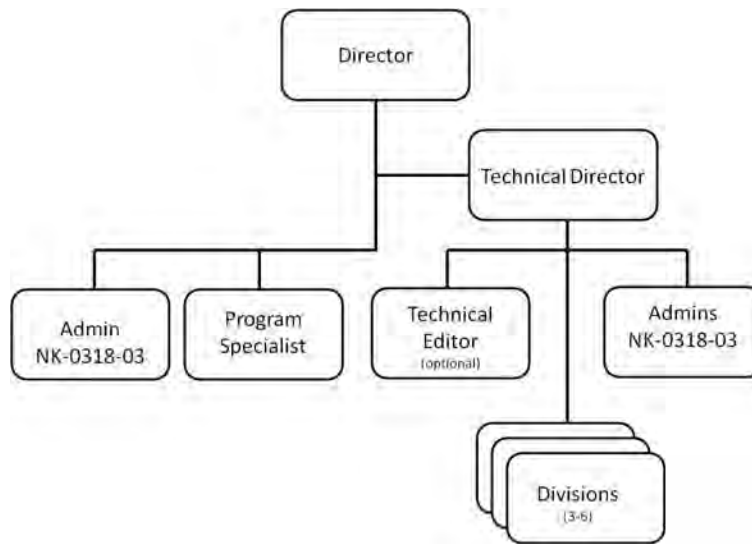 Director
Technical Director
Admin
NK-0318-03
Program
Specialist
Technical
Editor
(optional)
Admins
NK-0318-03
Divisions
(3-6)